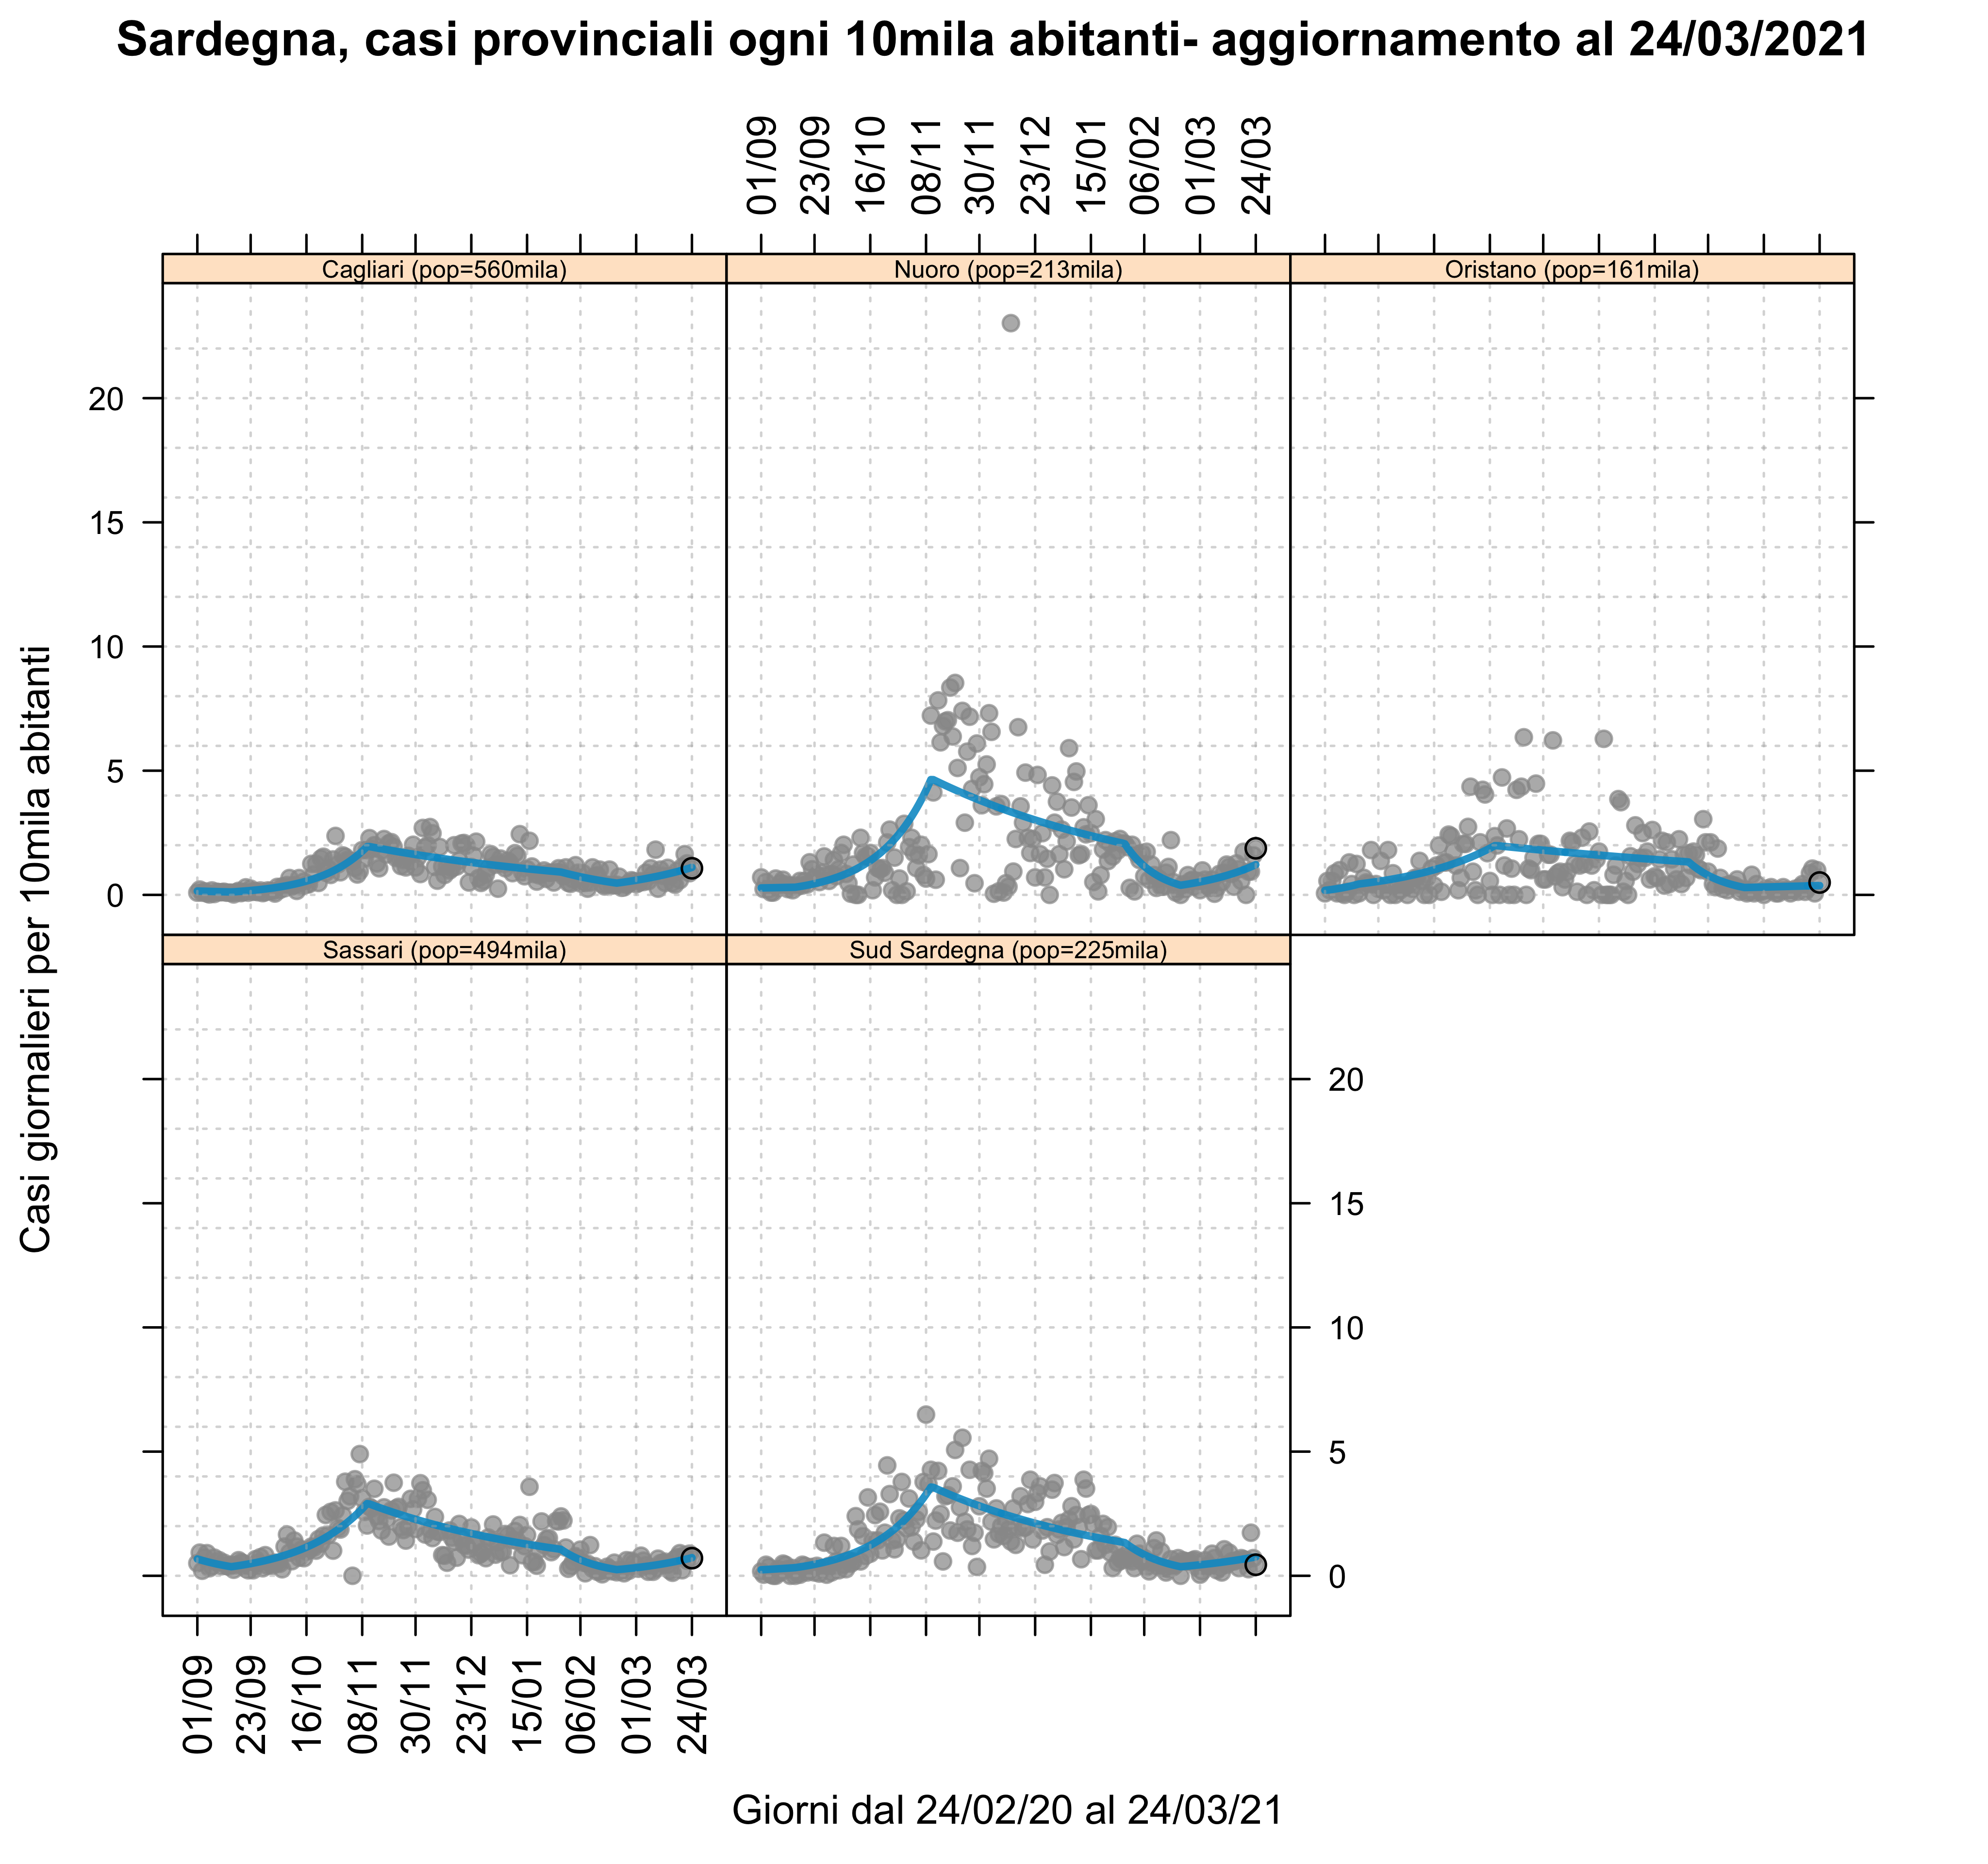 Sardegna, casi provinciali ogni 10mila abitanti- aggiornamento al 24/03/2021
01/09 23/09 16/10 08/11 30/11 23/12 15/01 06/02 01/03 24/03
Cagliari (pop=560mila) Nuoro (pop=213mila) Oristano (pop=161mila)
20
15
10
5
0
Casi giornalieri per 10mila abitanti
Sassari (pop=494mila) Sud Sardegna (pop=225mila)
20
15
10
5
0
01/09 23/09 16/10 08/11 30/11 23/12 15/01 06/02 01/03 24/03
Giorni dal 24/02/20 al 24/03/21